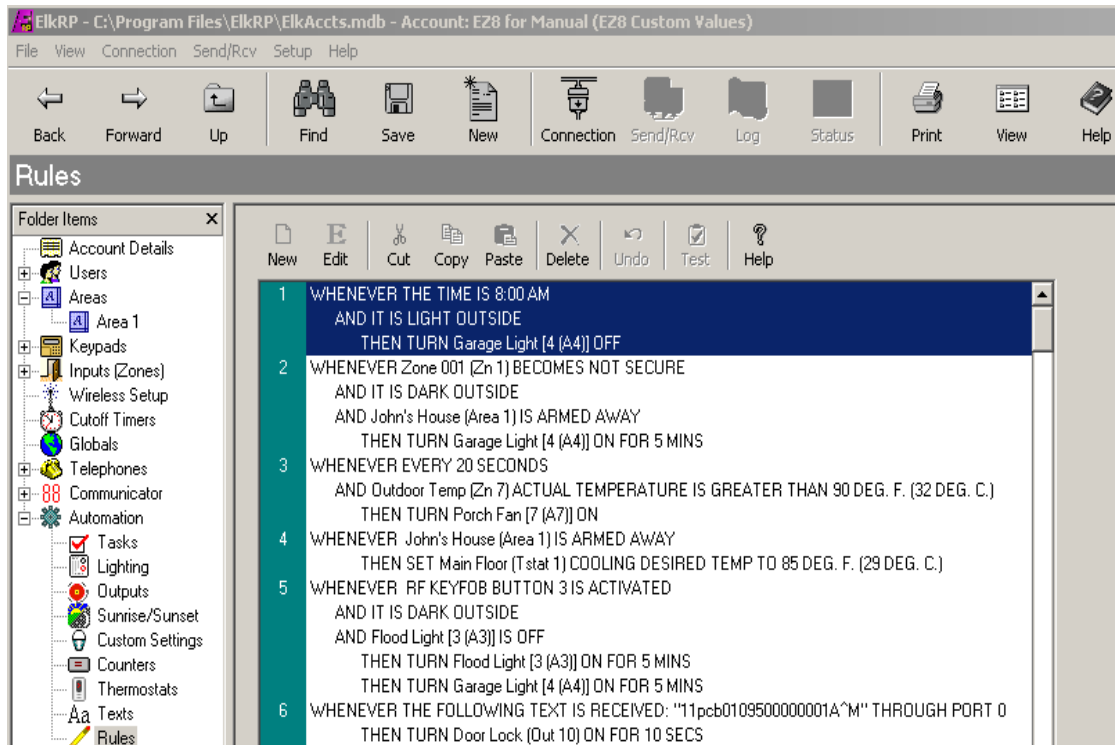 ElkRP - C:\Program Files\ElkRP\ElkAccts.mdb - Account: EZ8 for Manual (EZ8 Custom Values)
File View Connection Send/Rcv Setup Help
Back Forward Up Find Save New Connection Send/Rcv Log Status Print View Help
Rules
Folder Items
Account Details
Users
Areas
Area 1
Keypads
Inputs (Zones)
Wireless Setup
Cutoff Timers
Globals
Telephones
Communicator
Automation
Tasks
Lighting
Outputs
Sunrise/Sunset
Custom Settings
Counters
Thermostats
Texts
Rules
New Edit Cut Copy Paste Delete Undo Test Help
1 WHENEVER THE TIME IS 8:00 AM
AND IT IS LIGHT OUTSIDE
THEN TURN Garage Light [4 (A4)] OFF
2 WHENEVER Zone 001 (Zn 1) BECOMES NOT SECURE
AND IT IS DARK OUTSIDE
AND John's House (Area 1) IS ARMED AWAY
THEN TURN Garage Light [4 (A4)] ON FOR 5 MINS
3 WHENEVER EVERY 20 SECONDS
AND Outdoor Temp (Zn 7) ACTUAL TEMPERATURE IS GREATER THAN 90 DEG. F. (32 DEG. C.)
THEN TURN Porch Fan [7 (A7)] ON
4 WHENEVER John's House (Area 1) IS ARMED AWAY
THEN SET Main Floor (Tstat 1) COOLING DESIRED TEMP TO 85 DEG. F. (29 DEG. C.)
5 WHENEVER RF KEYFOB BUTTON 3 IS ACTIVATED
AND IT IS DARK OUTSIDE
AND Flood Light [3 (A3)] IS OFF
THEN TURN Flood Light [3 (A3)] ON FOR 5 MINS
THEN TURN Garage Light [4 (A4)] ON FOR 5 MINS
6 WHENEVER THE FOLLOWING TEXT IS RECEIVED: "11pcb0109500000001A^M" THROUGH PORT 0
THEN TURN Door Lock (Out 10) ON FOR 10 SECS